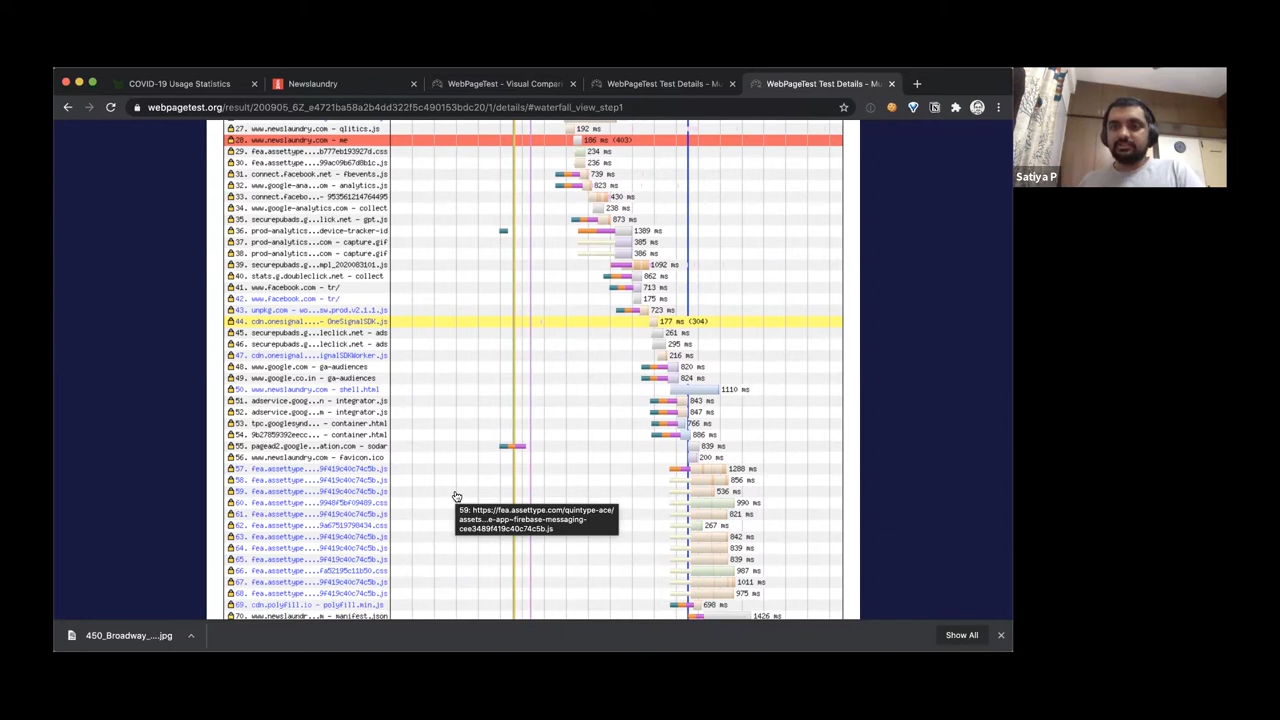 COVID-19 Usage Statistics
Newslaundry
WebPageTest - Visual Compari
WebPageTest Test Details - Mu
WebPageTest Test Details - Mu
webpagetest.org/result/200905_6Z_e4721ba58a2b4dd322f5c490153bdc20/1/details/#waterfall_view_step1
Satiya P
27. www.newslaundry.com - qlitics.js 192 ms
28. www.newslaundry.com - me 186 ms (403)
29. fea.assettype....b777eb193927d.css 234 ms
30. fea.assettype....99ac09b67d8b1c.js 236 ms
31. connect.facebook.net - fbevents.js 739 ms
32. www.google-ana... - analytics.js 823 ms
33. connect.facebo... - 953561214764495 430 ms
34. www.google-analytics.com - collect 238 ms
35. securepubads.g...lick.net - gpt.js 873 ms
36. prod-analytics...device-tracker-id 1389 ms
37. prod-analytics... - capture.gif 385 ms
38. prod-analytics... - capture.gif 386 ms
39. securepubads.g...mpl_2020083101.js 1092 ms
40. stats.g.doubleclick.net - collect 862 ms
41. www.facebook.com - tr/ 713 ms
42. www.facebook.com - tr/ 175 ms
43. unpkg.com - wo...sw.prod.v2.1.1.js 723 ms
44. cdn.onesignal.... - OneSignalSDK.js 177 ms (304)
45. securepubads.g...leclick.net - ads 261 ms
46. securepubads.g...leclick.net - ads 295 ms
47. cdn.onesignal....ignalSDKWorker.js 216 ms
48. www.google.com - ga-audiences 820 ms
49. www.google.co.in - ga-audiences 824 ms
50. www.newslaundry.com - shell.html 1110 ms
51. adservice.goog...n - integrator.js 843 ms
52. adservice.goog...m - integrator.js 847 ms
53. tpc.googlesynd... - container.html 766 ms
54. 9b27859392eecc... - container.html 886 ms
55. pagead2.google...ation.com - sodar 839 ms
56. www.newslaundry.com - favicon.ico 200 ms
57. fea.assettype....9f419c40c74c5b.js 1288 ms
58. fea.assettype....9f419c40c74c5b.js 856 ms
59. fea.assettype....9f419c40c74c5b.js 536 ms
60. fea.assettype....9948f5bf09489.css 990 ms
61. fea.assettype....9f419c40c74c5b.js 821 ms
62. fea.assettype....9a67519798434.css 267 ms
63. fea.assettype....9f419c40c74c5b.js 842 ms
64. fea.assettype....9f419c40c74c5b.js 839 ms
65. fea.assettype....9f419c40c74c5b.js 839 ms
66. fea.assettype....fa52195c11b50.css 987 ms
67. fea.assettype....9f419c40c74c5b.js 1011 ms
68. fea.assettype....9f419c40c74c5b.js 975 ms
69. cdn.polyfill.io - polyfill.min.js 698 ms
70. www.newslaundr...m - manifest.json 1426 ms
59: https://fea.assettype.com/quintype-ace/
assets...e-app~firebase-messaging-
cee3489f419c40c74c5b.js
450_Broadway_....jpg
Show All